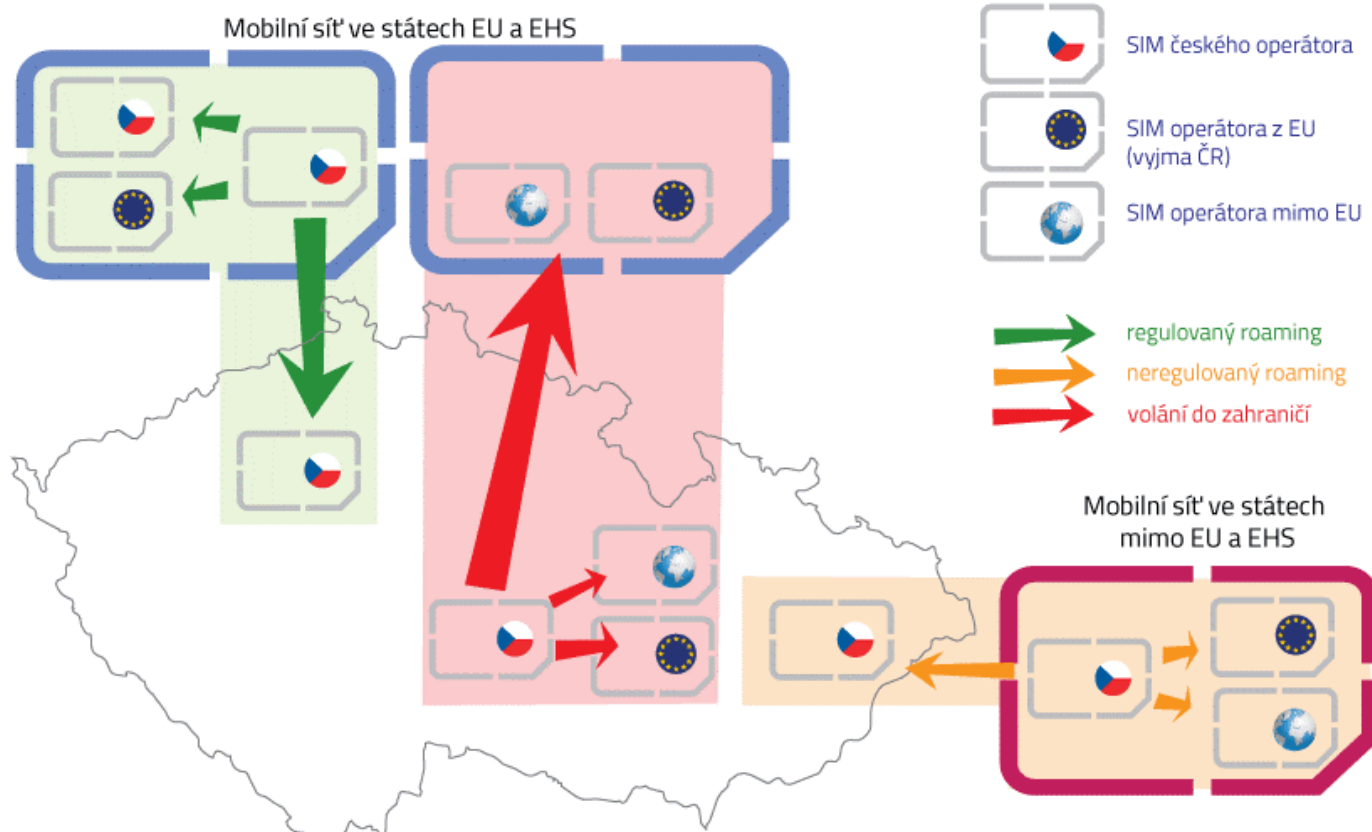 Mobilní síť ve státech EU a EHS
SIM českého operátora
SIM operátora z EU
(vyjma ČR)
SIM operátora mimo EU
regulovaný roaming
neregulovaný roaming
volání do zahraničí
Mobilní síť ve státech
mimo EU a EHS